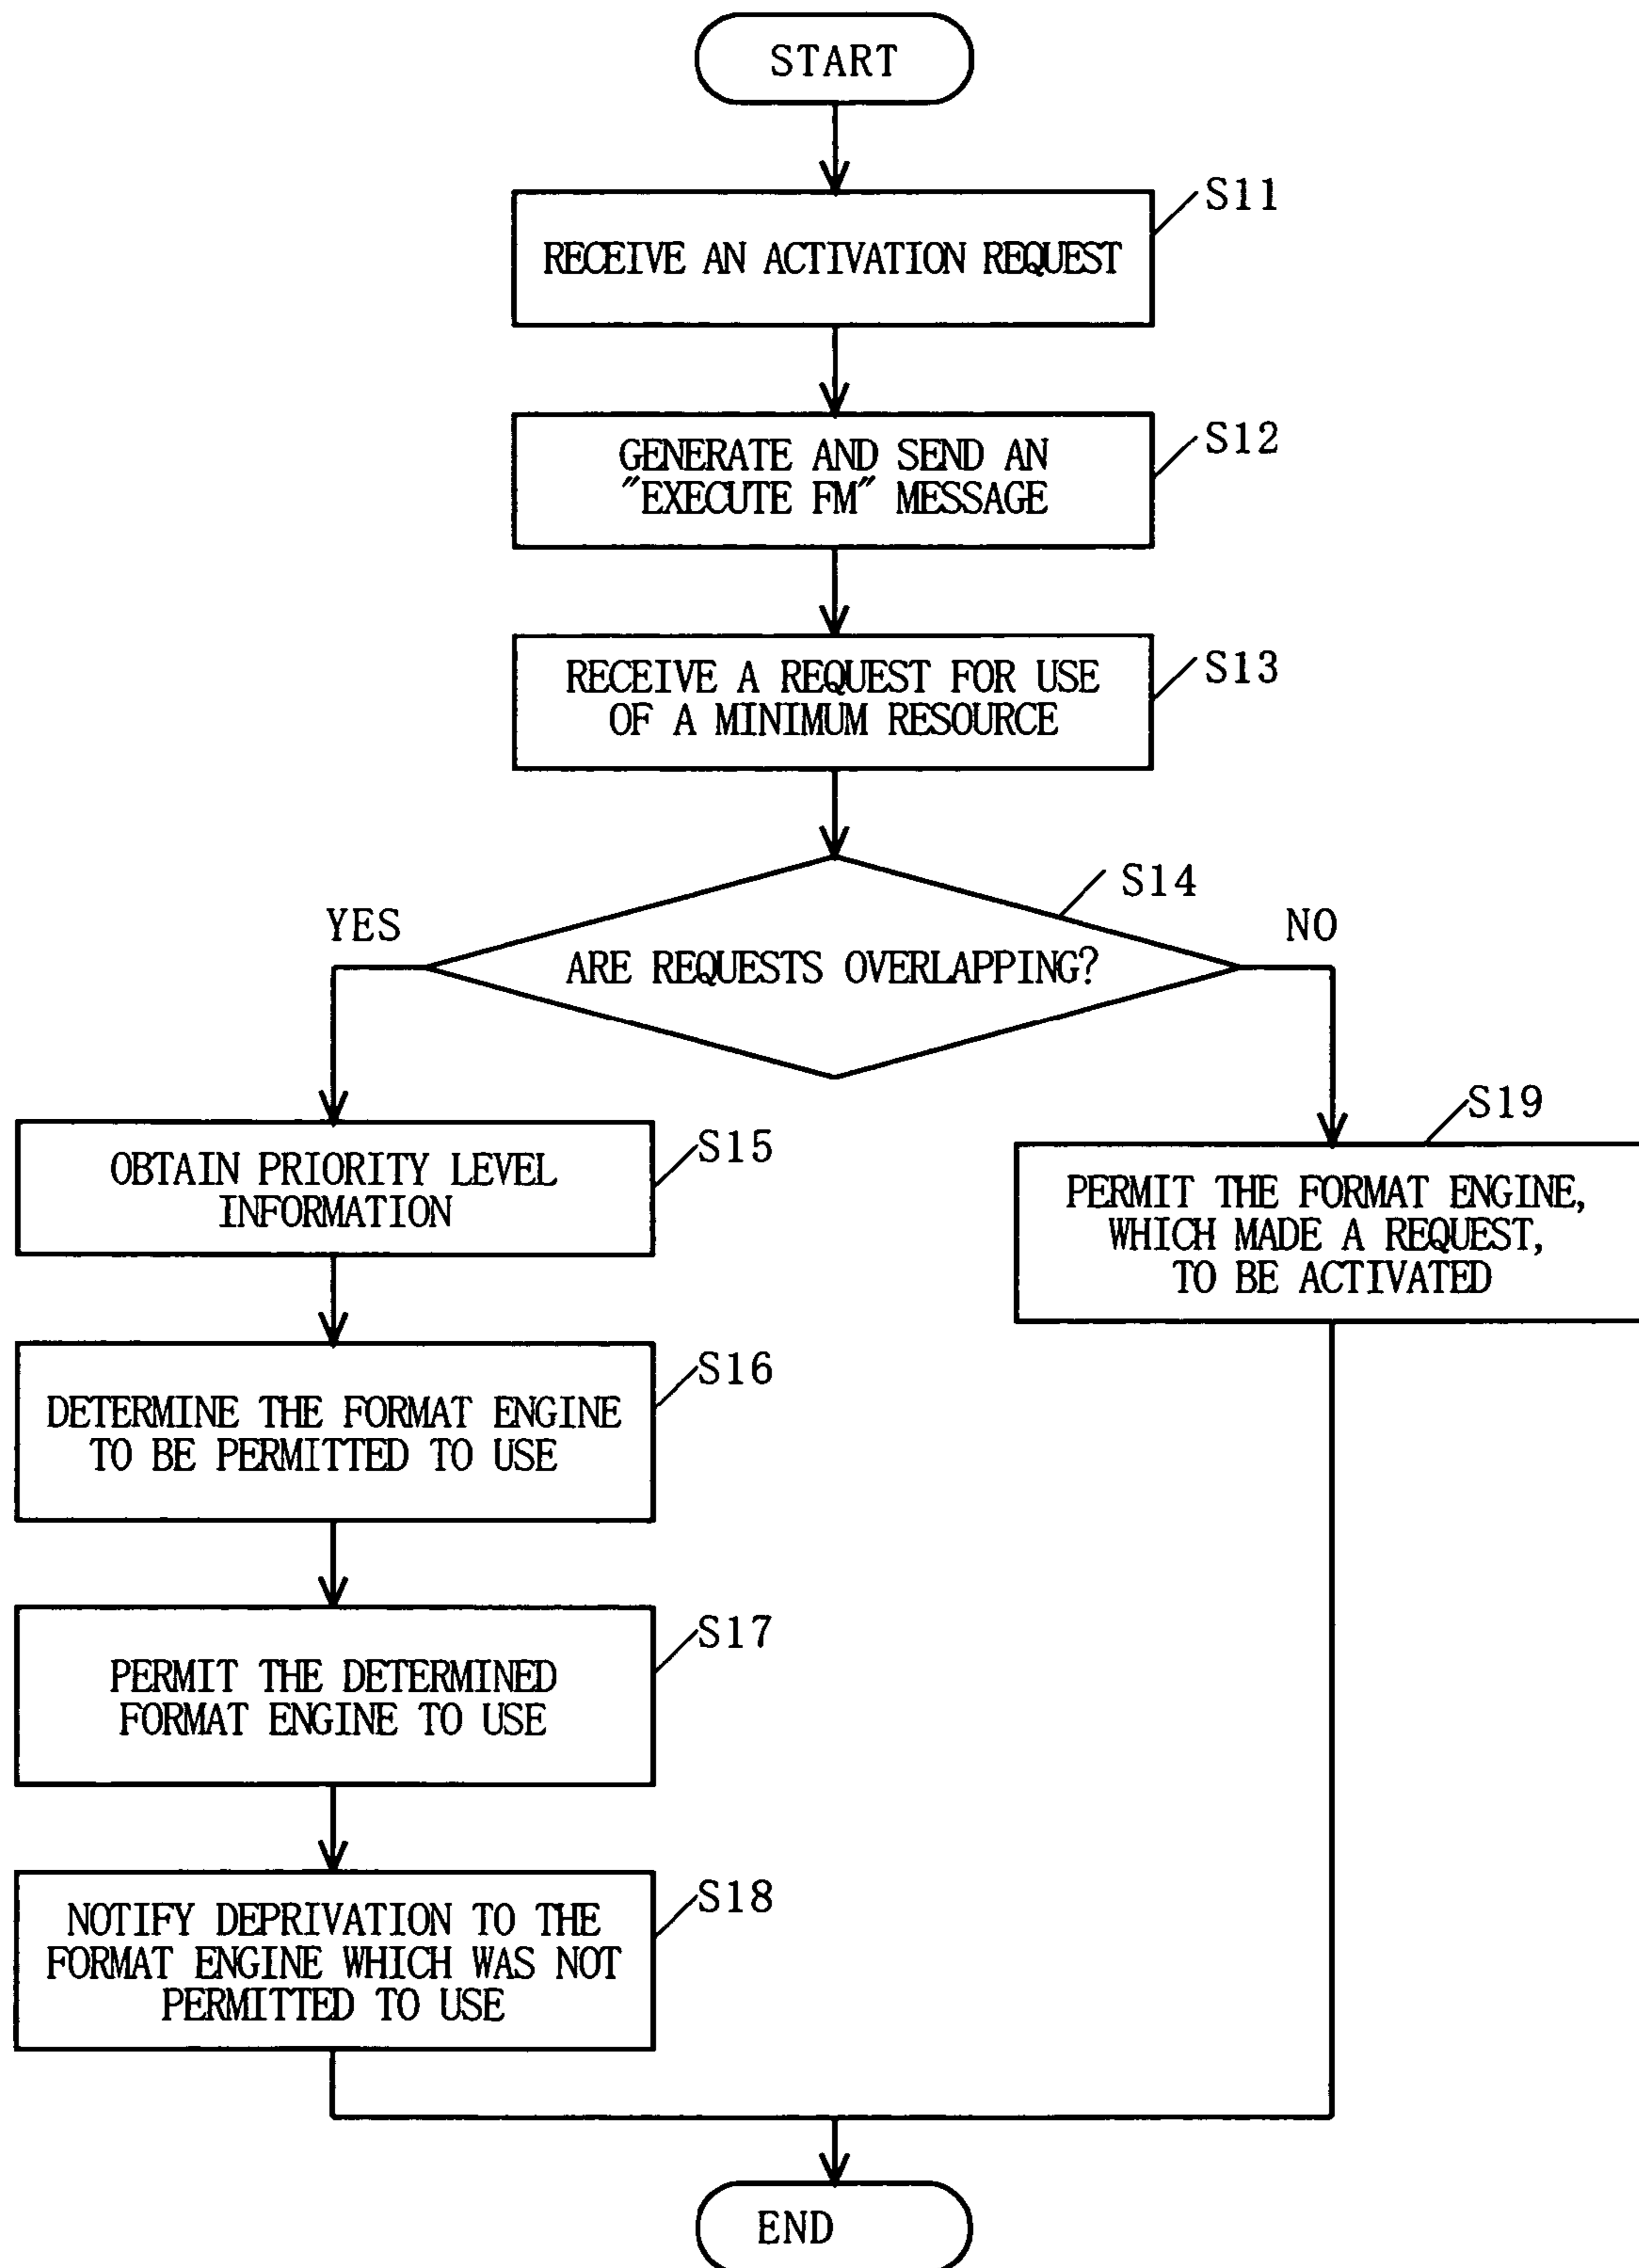 START
S11
RECEIVE AN ACTIVATION REQUEST
S12
GENERATE AND SEND AN
"EXECUTE FM" MESSAGE
S13
RECEIVE A REQUEST FOR USE
OF A MINIMUM RESOURCE
S14
YES
NO
ARE REQUESTS OVERLAPPING?
S15
OBTAIN PRIORITY LEVEL
INFORMATION
S19
PERMIT THE FORMAT ENGINE,
WHICH MADE A REQUEST,
TO BE ACTIVATED
S16
DETERMINE THE FORMAT ENGINE
TO BE PERMITTED TO USE
S17
PERMIT THE DETERMINED
FORMAT ENGINE TO USE
S18
NOTIFY DEPRIVATION TO THE
FORMAT ENGINE WHICH WAS NOT
PERMITTED TO USE
END